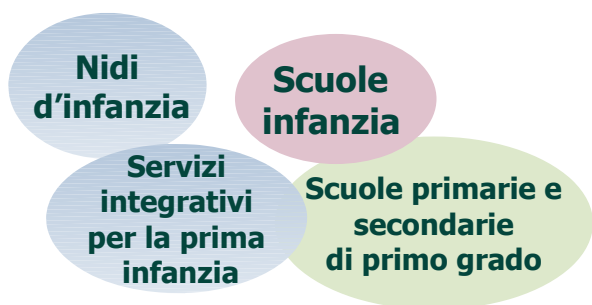 Nidi
d’infanzia
Scuole
infanzia
Servizi
integrativi
per la prima
infanzia
Scuole primarie e
secondarie
di primo grado